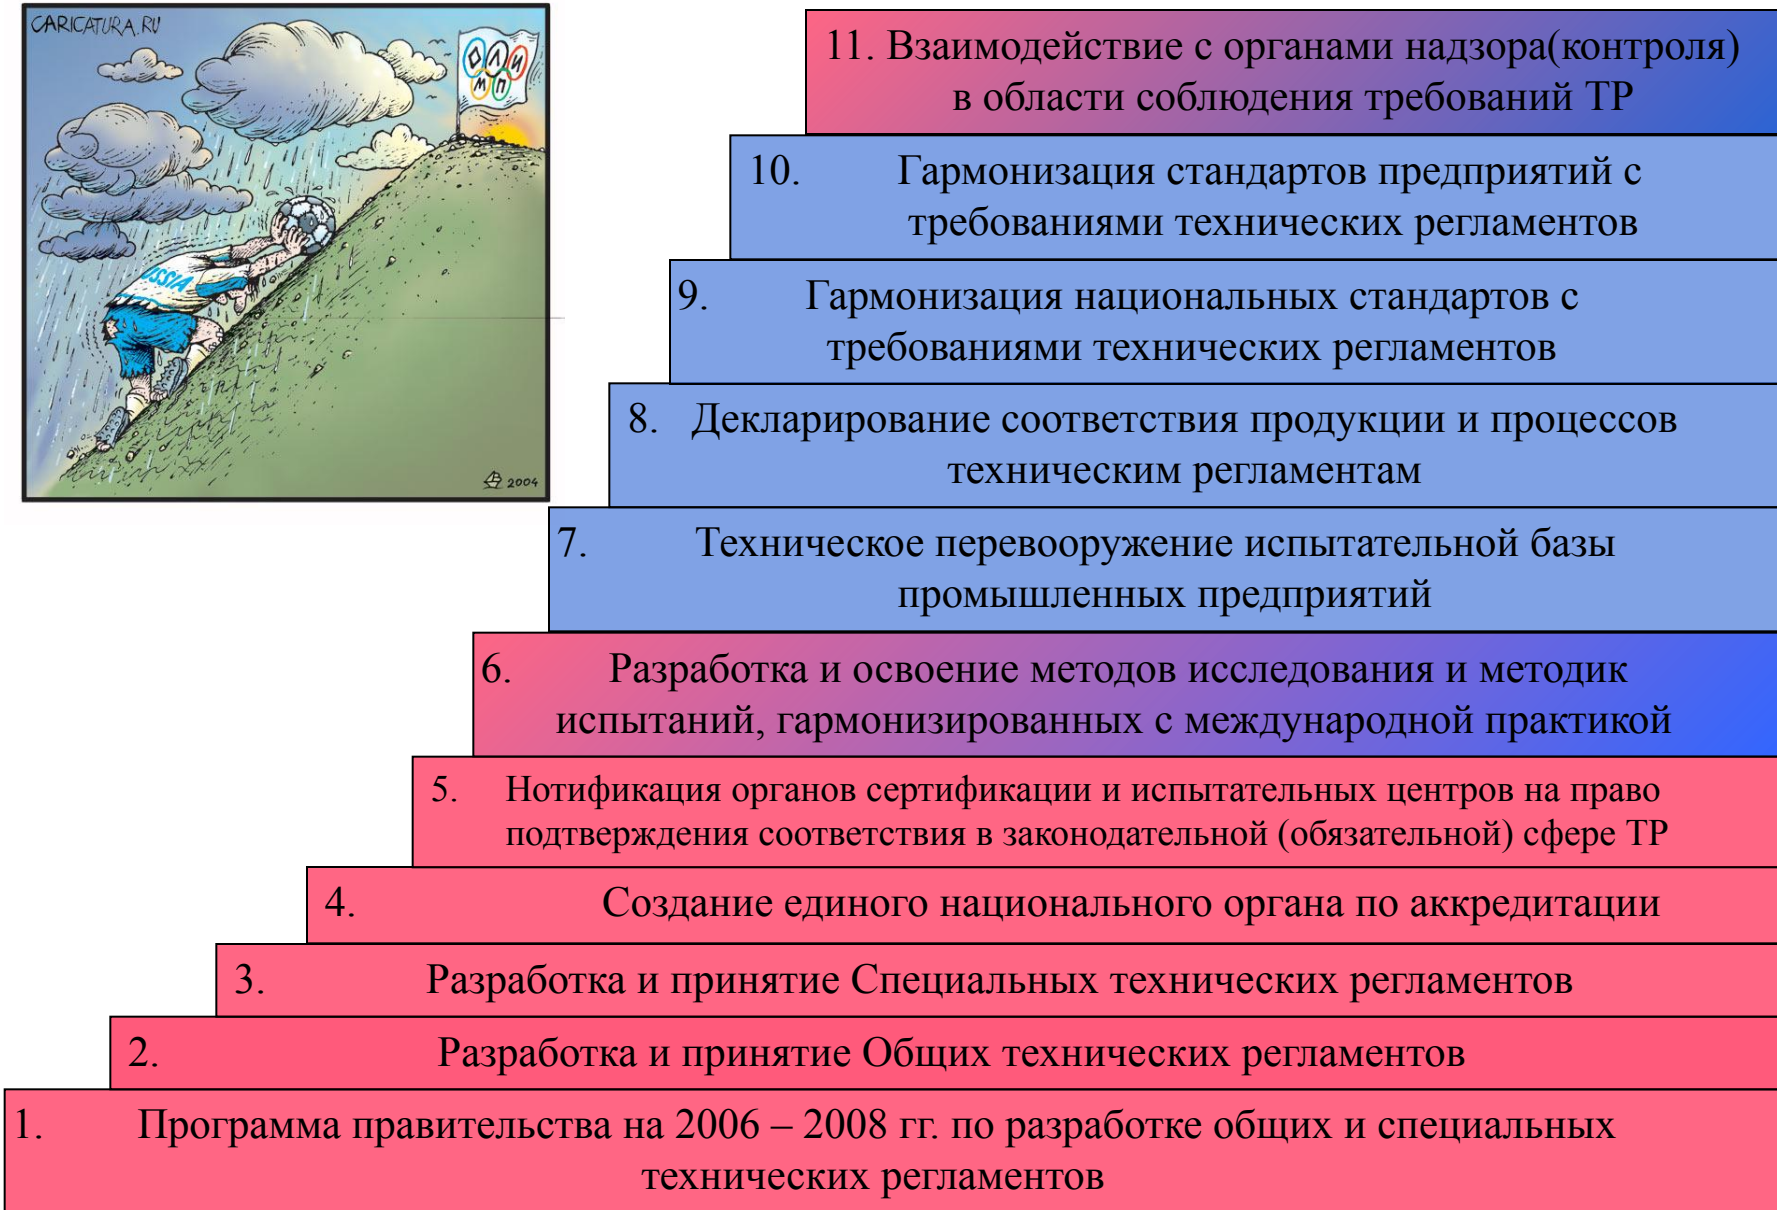 CARICATURA.RU
ОЛИ
МП
USSIA
2004
11. Взаимодействие с органами надзора(контроля)
в области соблюдения требований ТР
10. Гармонизация стандартов предприятий с
требованиями технических регламентов
9. Гармонизация национальных стандартов с
требованиями технических регламентов
8. Декларирование соответствия продукции и процессов
техническим регламентам
7. Техническое перевооружение испытательной базы
промышленных предприятий
6. Разработка и освоение методов исследования и методик
испытаний, гармонизированных с международной практикой
5. Нотификация органов сертификации и испытательных центров на право
подтверждения соответствия в законодательной (обязательной) сфере ТР
4. Создание единого национального органа по аккредитации
3. Разработка и принятие Специальных технических регламентов
2. Разработка и принятие Общих технических регламентов
1. Программа правительства на 2006 – 2008 гг. по разработке общих и специальных
технических регламентов